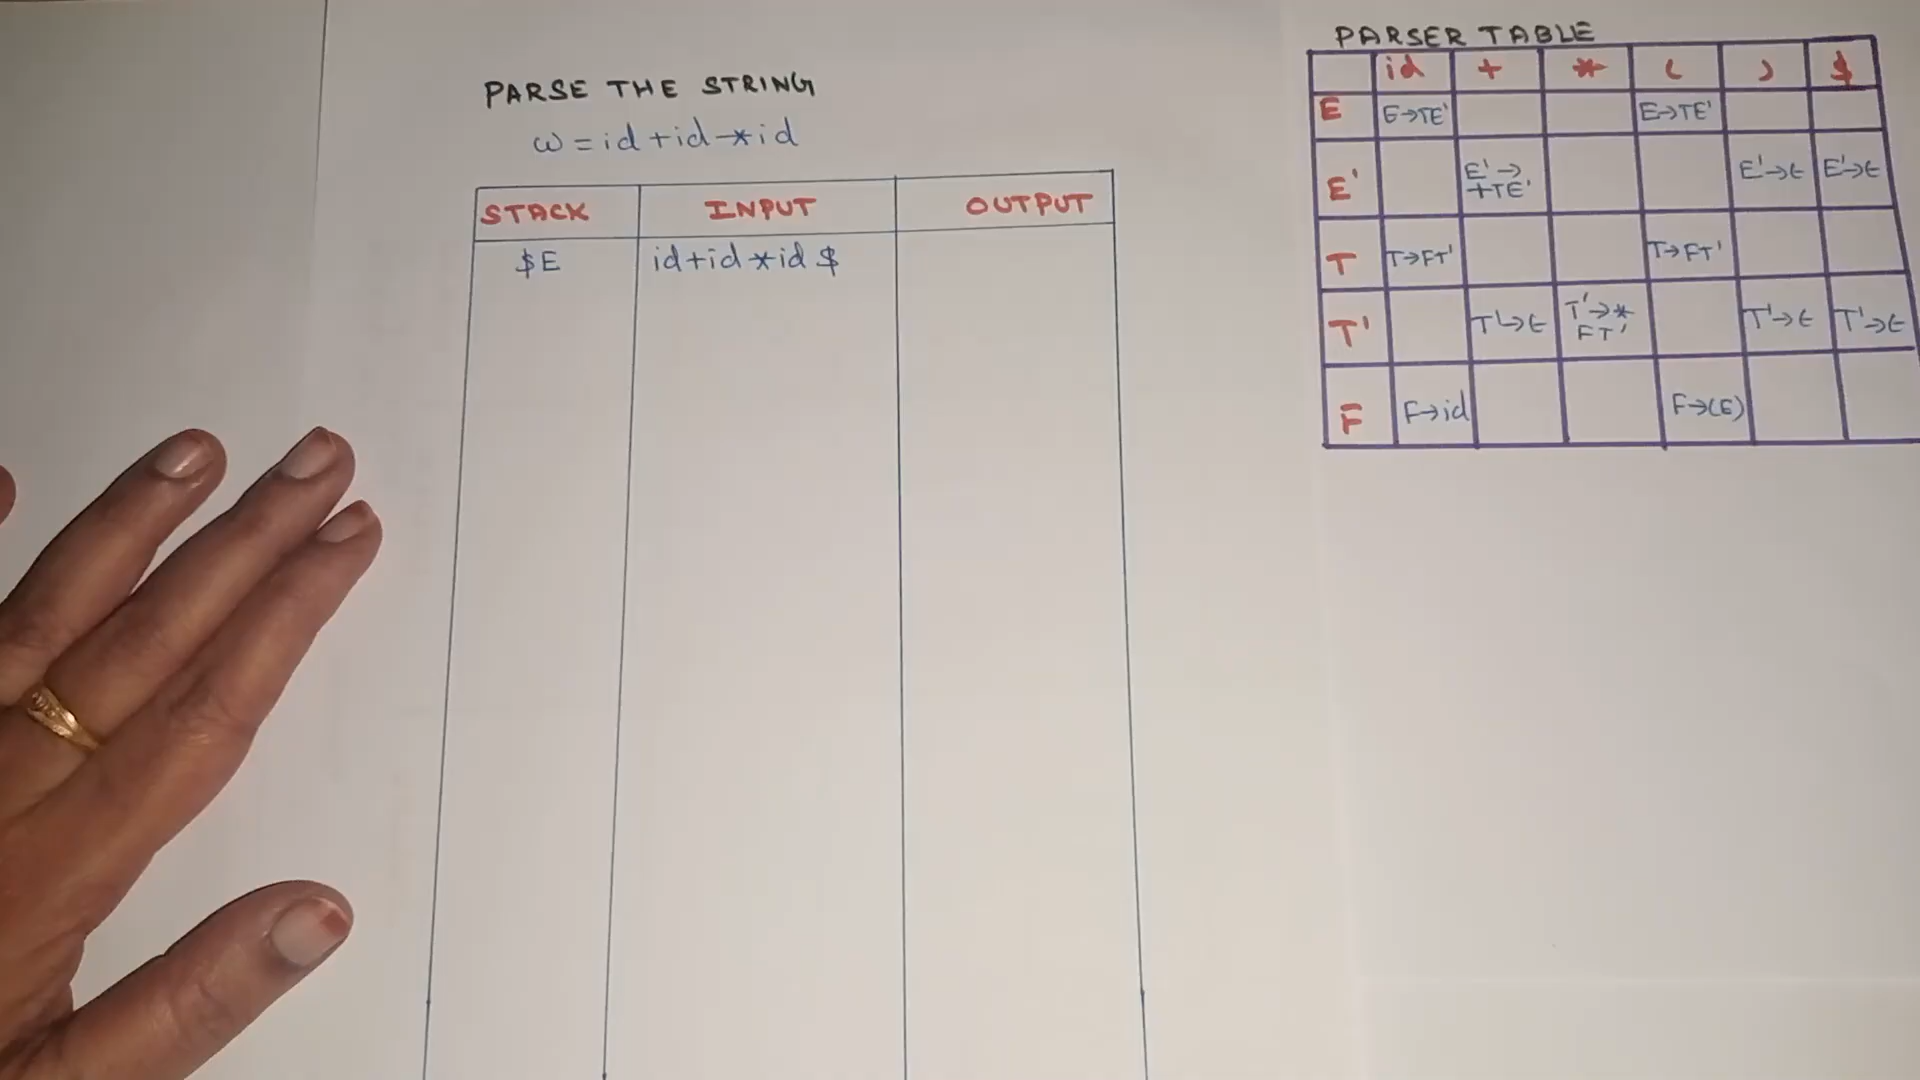 PARSE THE STRING
ω = id + id * id
STACK INPUT OUTPUT
$E id+id*id $
PARSER TABLE
id + * ( ) $
E E→TE' E→TE'
E' E'→ +TE' E'→ϵ E'→ϵ
T T→FT' T→FT'
T' T'→ϵ T'→* FT' T'→ϵ T'→ϵ
F F→id F→(E)